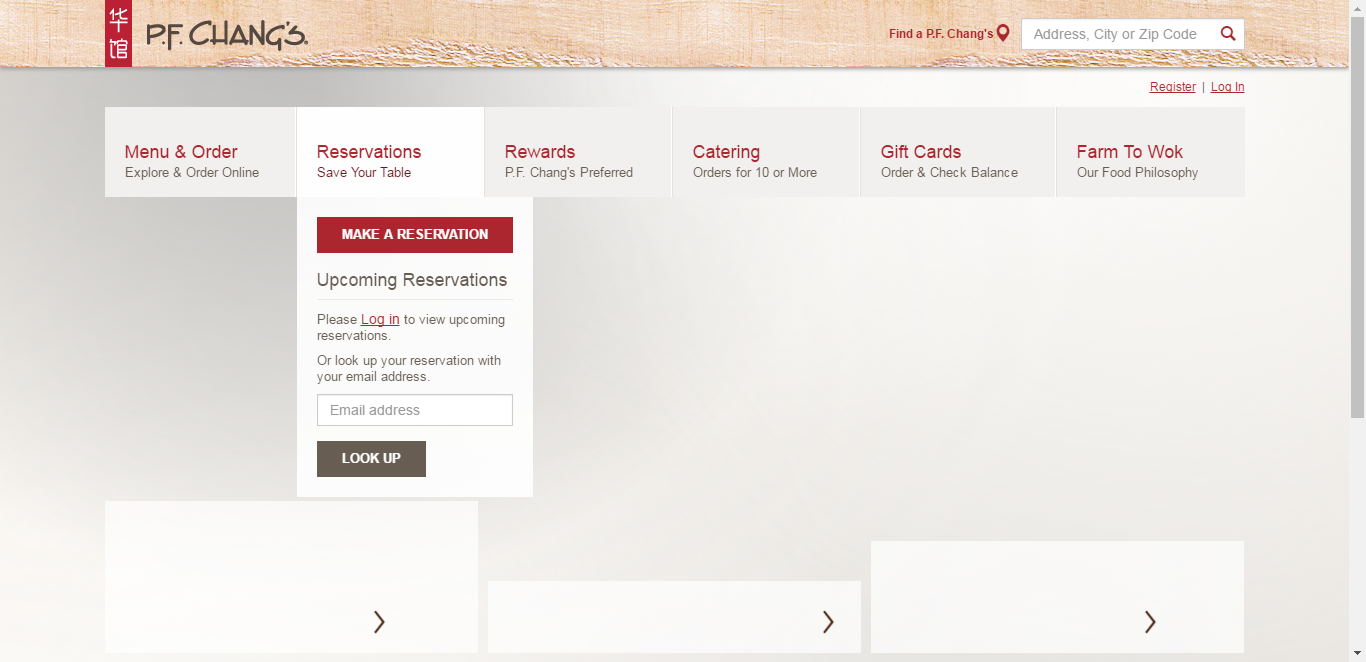 华
馆
P.F. CHANG'S.
Find a P.F. Chang's
Address, City or Zip Code
Register | Log In
Menu & Order
Explore & Order Online
Reservations
Save Your Table
Rewards
P.F. Chang's Preferred
Catering
Orders for 10 or More
Gift Cards
Order & Check Balance
Farm To Wok
Our Food Philosophy
MAKE A RESERVATION
Upcoming Reservations
Please Log in to view upcoming
reservations.
Or look up your reservation with
your email address.
Email address
LOOK UP